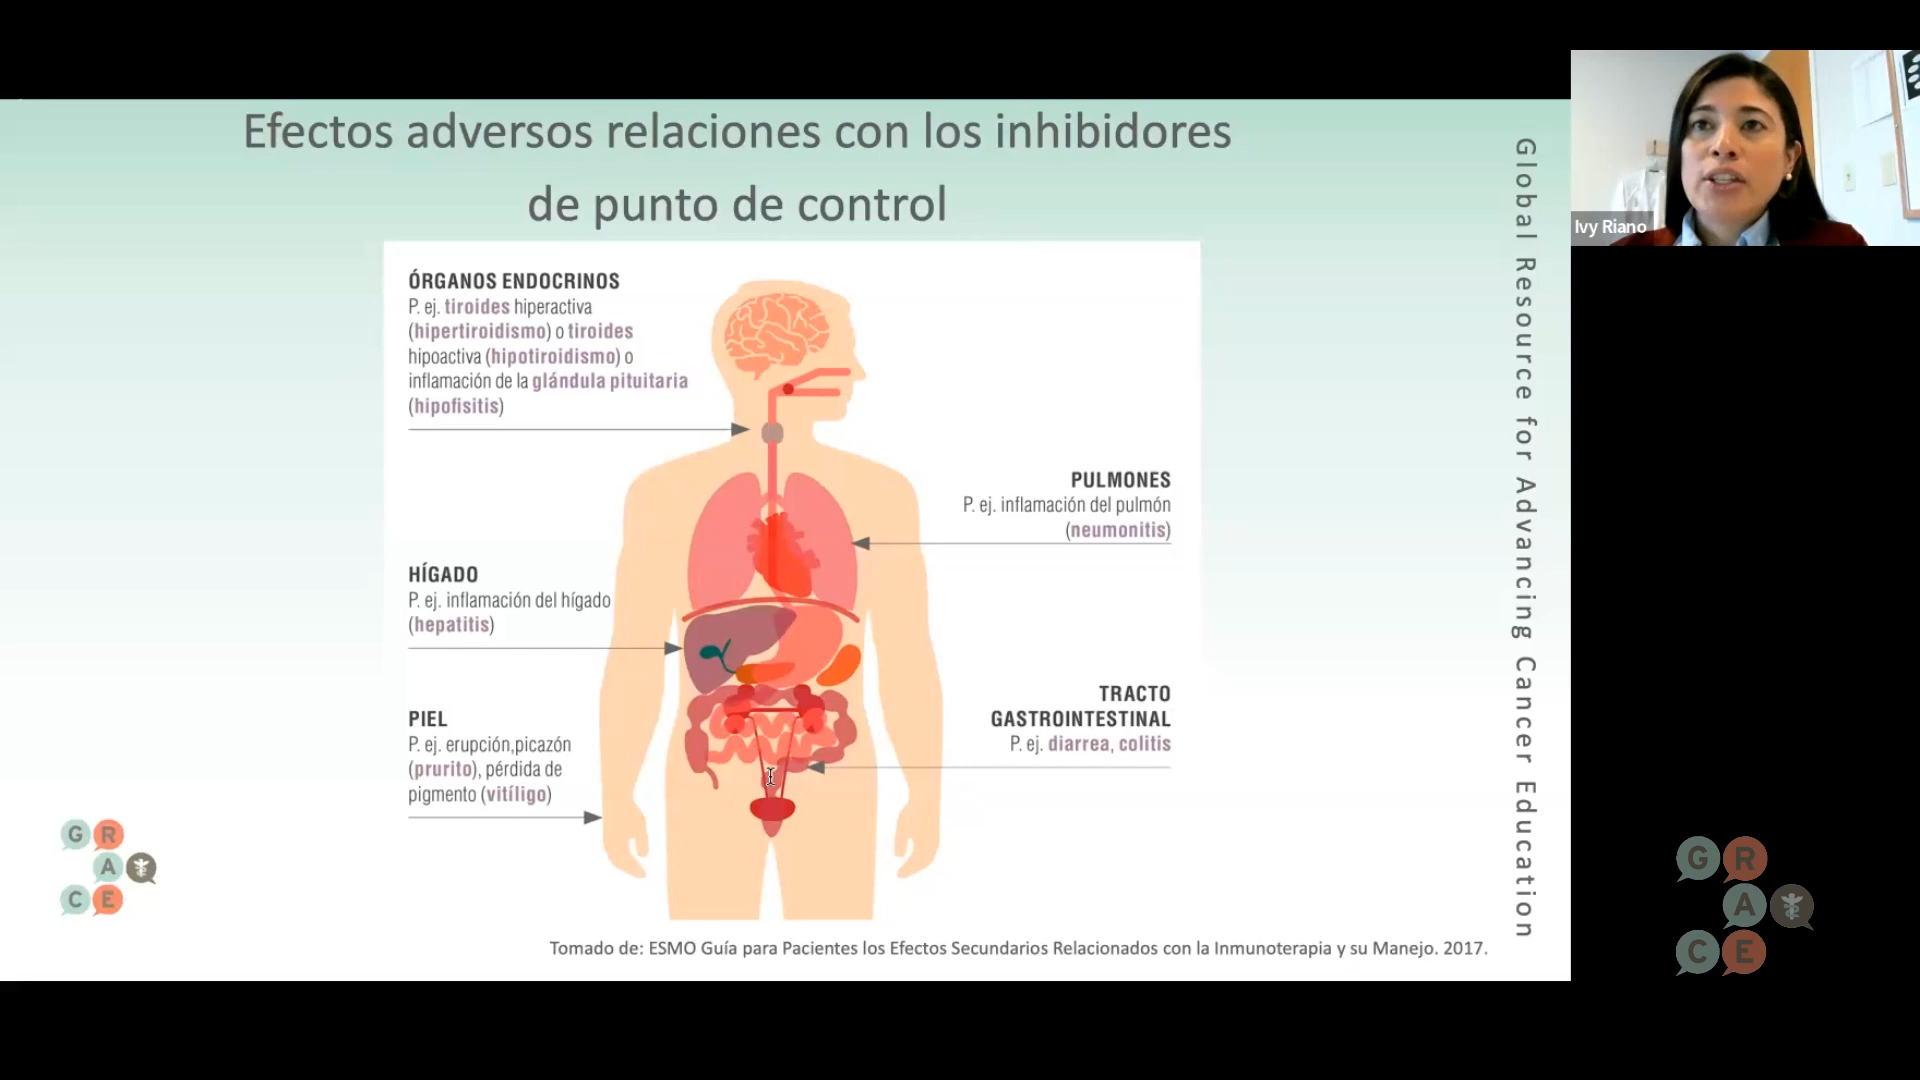 Efectos adversos relaciones con los inhibidores
de punto de control
ÓRGANOS ENDOCRINOS
P. ej. tiroides hiperactiva
(hipertiroidismo) o tiroides
hipoactiva (hipotiroidismo) o
inflamación de la glándula pituitaria
(hipofisitis)
PULMONES
P. ej. inflamación del pulmón
(neumonitis)
HÍGADO
P. ej. inflamación del hígado
(hepatitis)
TRACTO
GASTROINTESTINAL
P. ej. diarrea, colitis
PIEL
P. ej. erupción,picazón
(prurito), pérdida de
pigmento (vitíligo)
G R
A
C E
Tomado de: ESMO Guía para Pacientes los Efectos Secundarios Relacionados con la Inmunoterapia y su Manejo. 2017.
Global Resource for Advancing Cancer Education
Ivy Riano
G R
A
C E